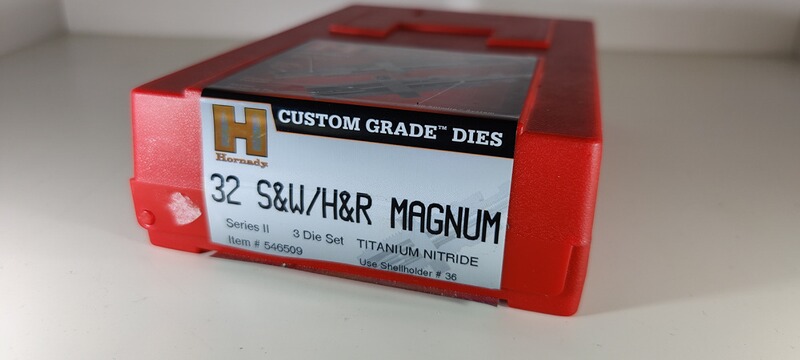 H
Hornady
CUSTOM GRADE™ DIES
32 S&W/H&R MAGNUM
Series II 3 Die Set TITANIUM NITRIDE
Item # 546509 Use Shellholder # 36